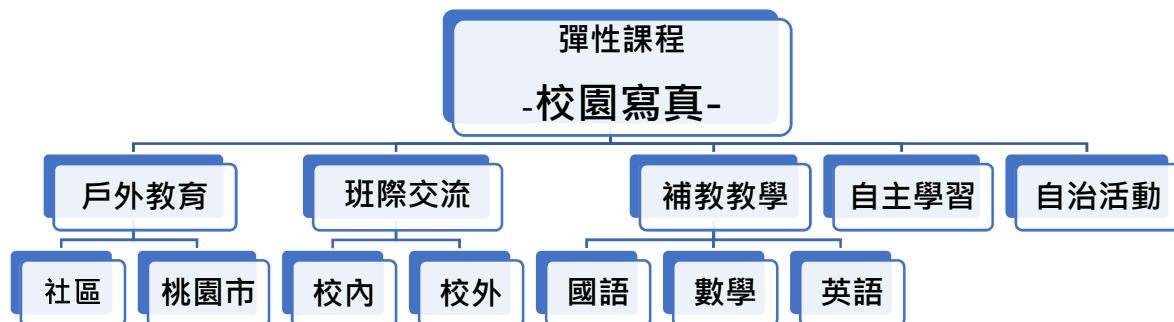 彈性課程
-校園寫真-
戶外教育
班際交流
補教教學
自主學習
自治活動
社區
桃園市
校內
校外
國語
數學
英語